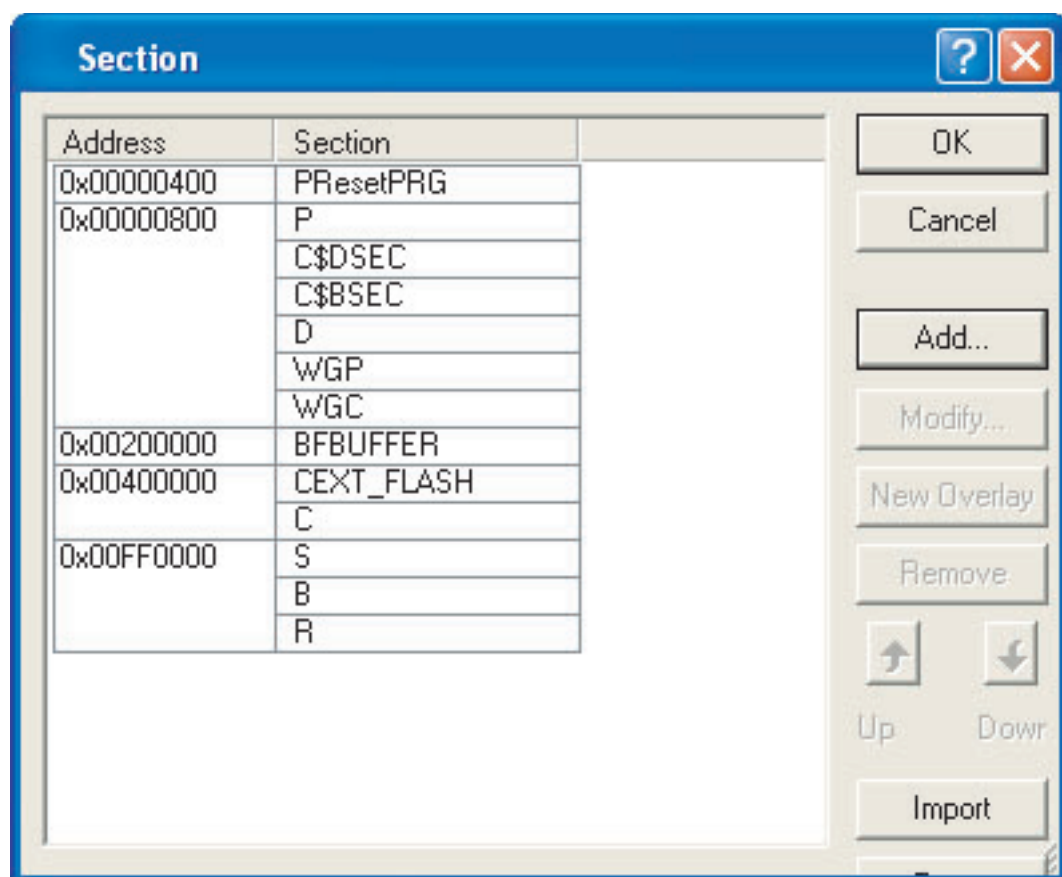 Section
Address Section
0x00000400 PResetPRG
0x00000800 P
C$DSEC
C$BSEC
D
WGP
WGC
0x00200000 BFBUFFER
0x00400000 CEXT_FLASH
C
0x00FF0000 S
B
R
OK
Cancel
Add...
Modify...
New Overlay
Remove
Up Down
Import